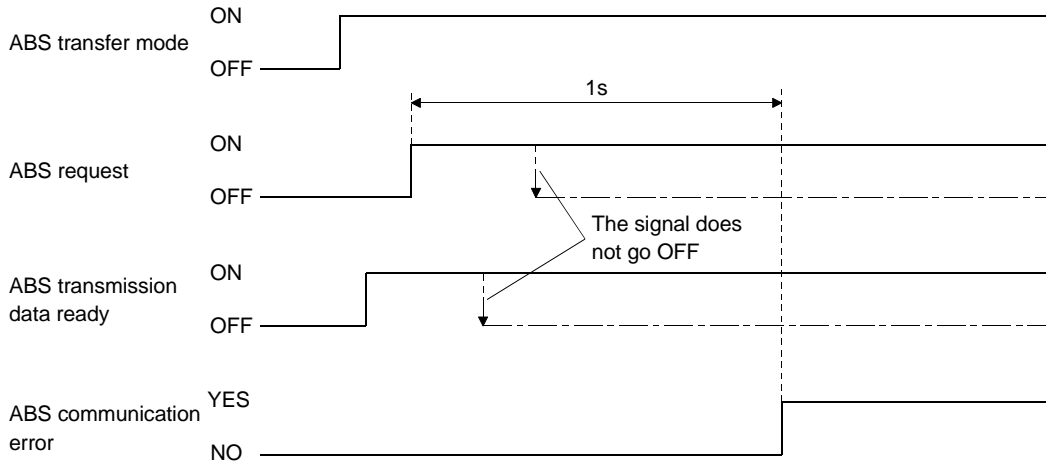 ON
ABS transfer mode
OFF
1s
ON
ABS request
OFF
The signal does
not go OFF
ON
ABS transmission
data ready
OFF
YES
ABS communication
error
NO